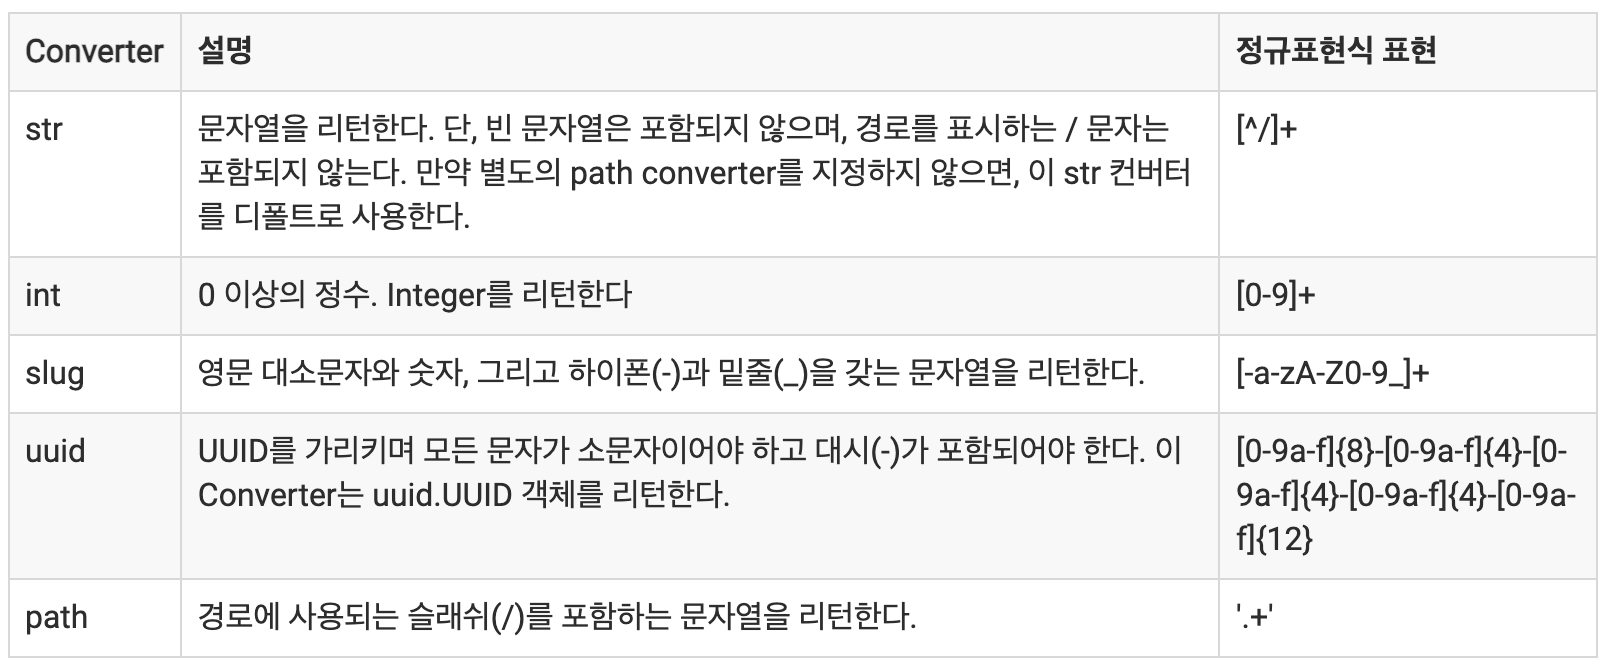 Converter 설명 정규표현식 표현
str 문자열을 리턴한다. 단, 빈 문자열은 포함되지 않으며, 경로를 표시하는 / 문자는 [^/]+
포함되지 않는다. 만약 별도의 path converter를 지정하지 않으면, 이 str 컨버터
를 디폴트로 사용한다.
int 0 이상의 정수. Integer를 리턴한다 [0-9]+
slug 영문 대소문자와 숫자, 그리고 하이폰(-)과 밑줄(_)을 갖는 문자열을 리턴한다. [-a-zA-Z0-9_]+
uuid UUID를 가리키며 모든 문자가 소문자이어야 하고 대시(-)가 포함되어야 한다. 이 [0-9a-f]{8}-[0-9a-f]{4}-[0-
Converter는 uuid.UUID 객체를 리턴한다. 9a-f]{4}-[0-9a-f]{4}-[0-9a-
f]{12}
path 경로에 사용되는 슬래쉬(/)를 포함하는 문자열을 리턴한다. '.+'